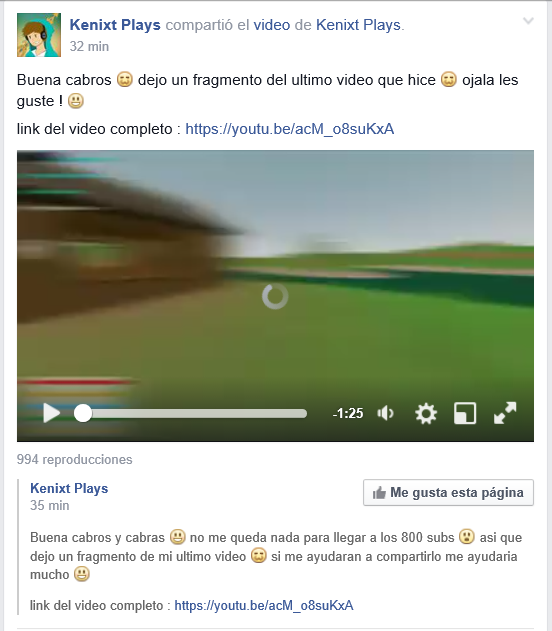 Kenixt Plays compartió el video de Kenixt Plays.
32 min
Buena cabros 😊 dejo un fragmento del ultimo video que hice 😊 ojala les
guste ! 😀
link del video completo : https://youtu.be/acM_o8suKxA
-1:25
994 reproducciones
Kenixt Plays
35 min
Me gusta esta página
Buena cabros y cabras 😀 no me queda nada para llegar a los 800 subs 😮 asi que
dejo un fragmento de mi ultimo video 😊 si me ayudaran a compartirlo me ayudaria
mucho 😀
link del video completo : https://youtu.be/acM_o8suKxA